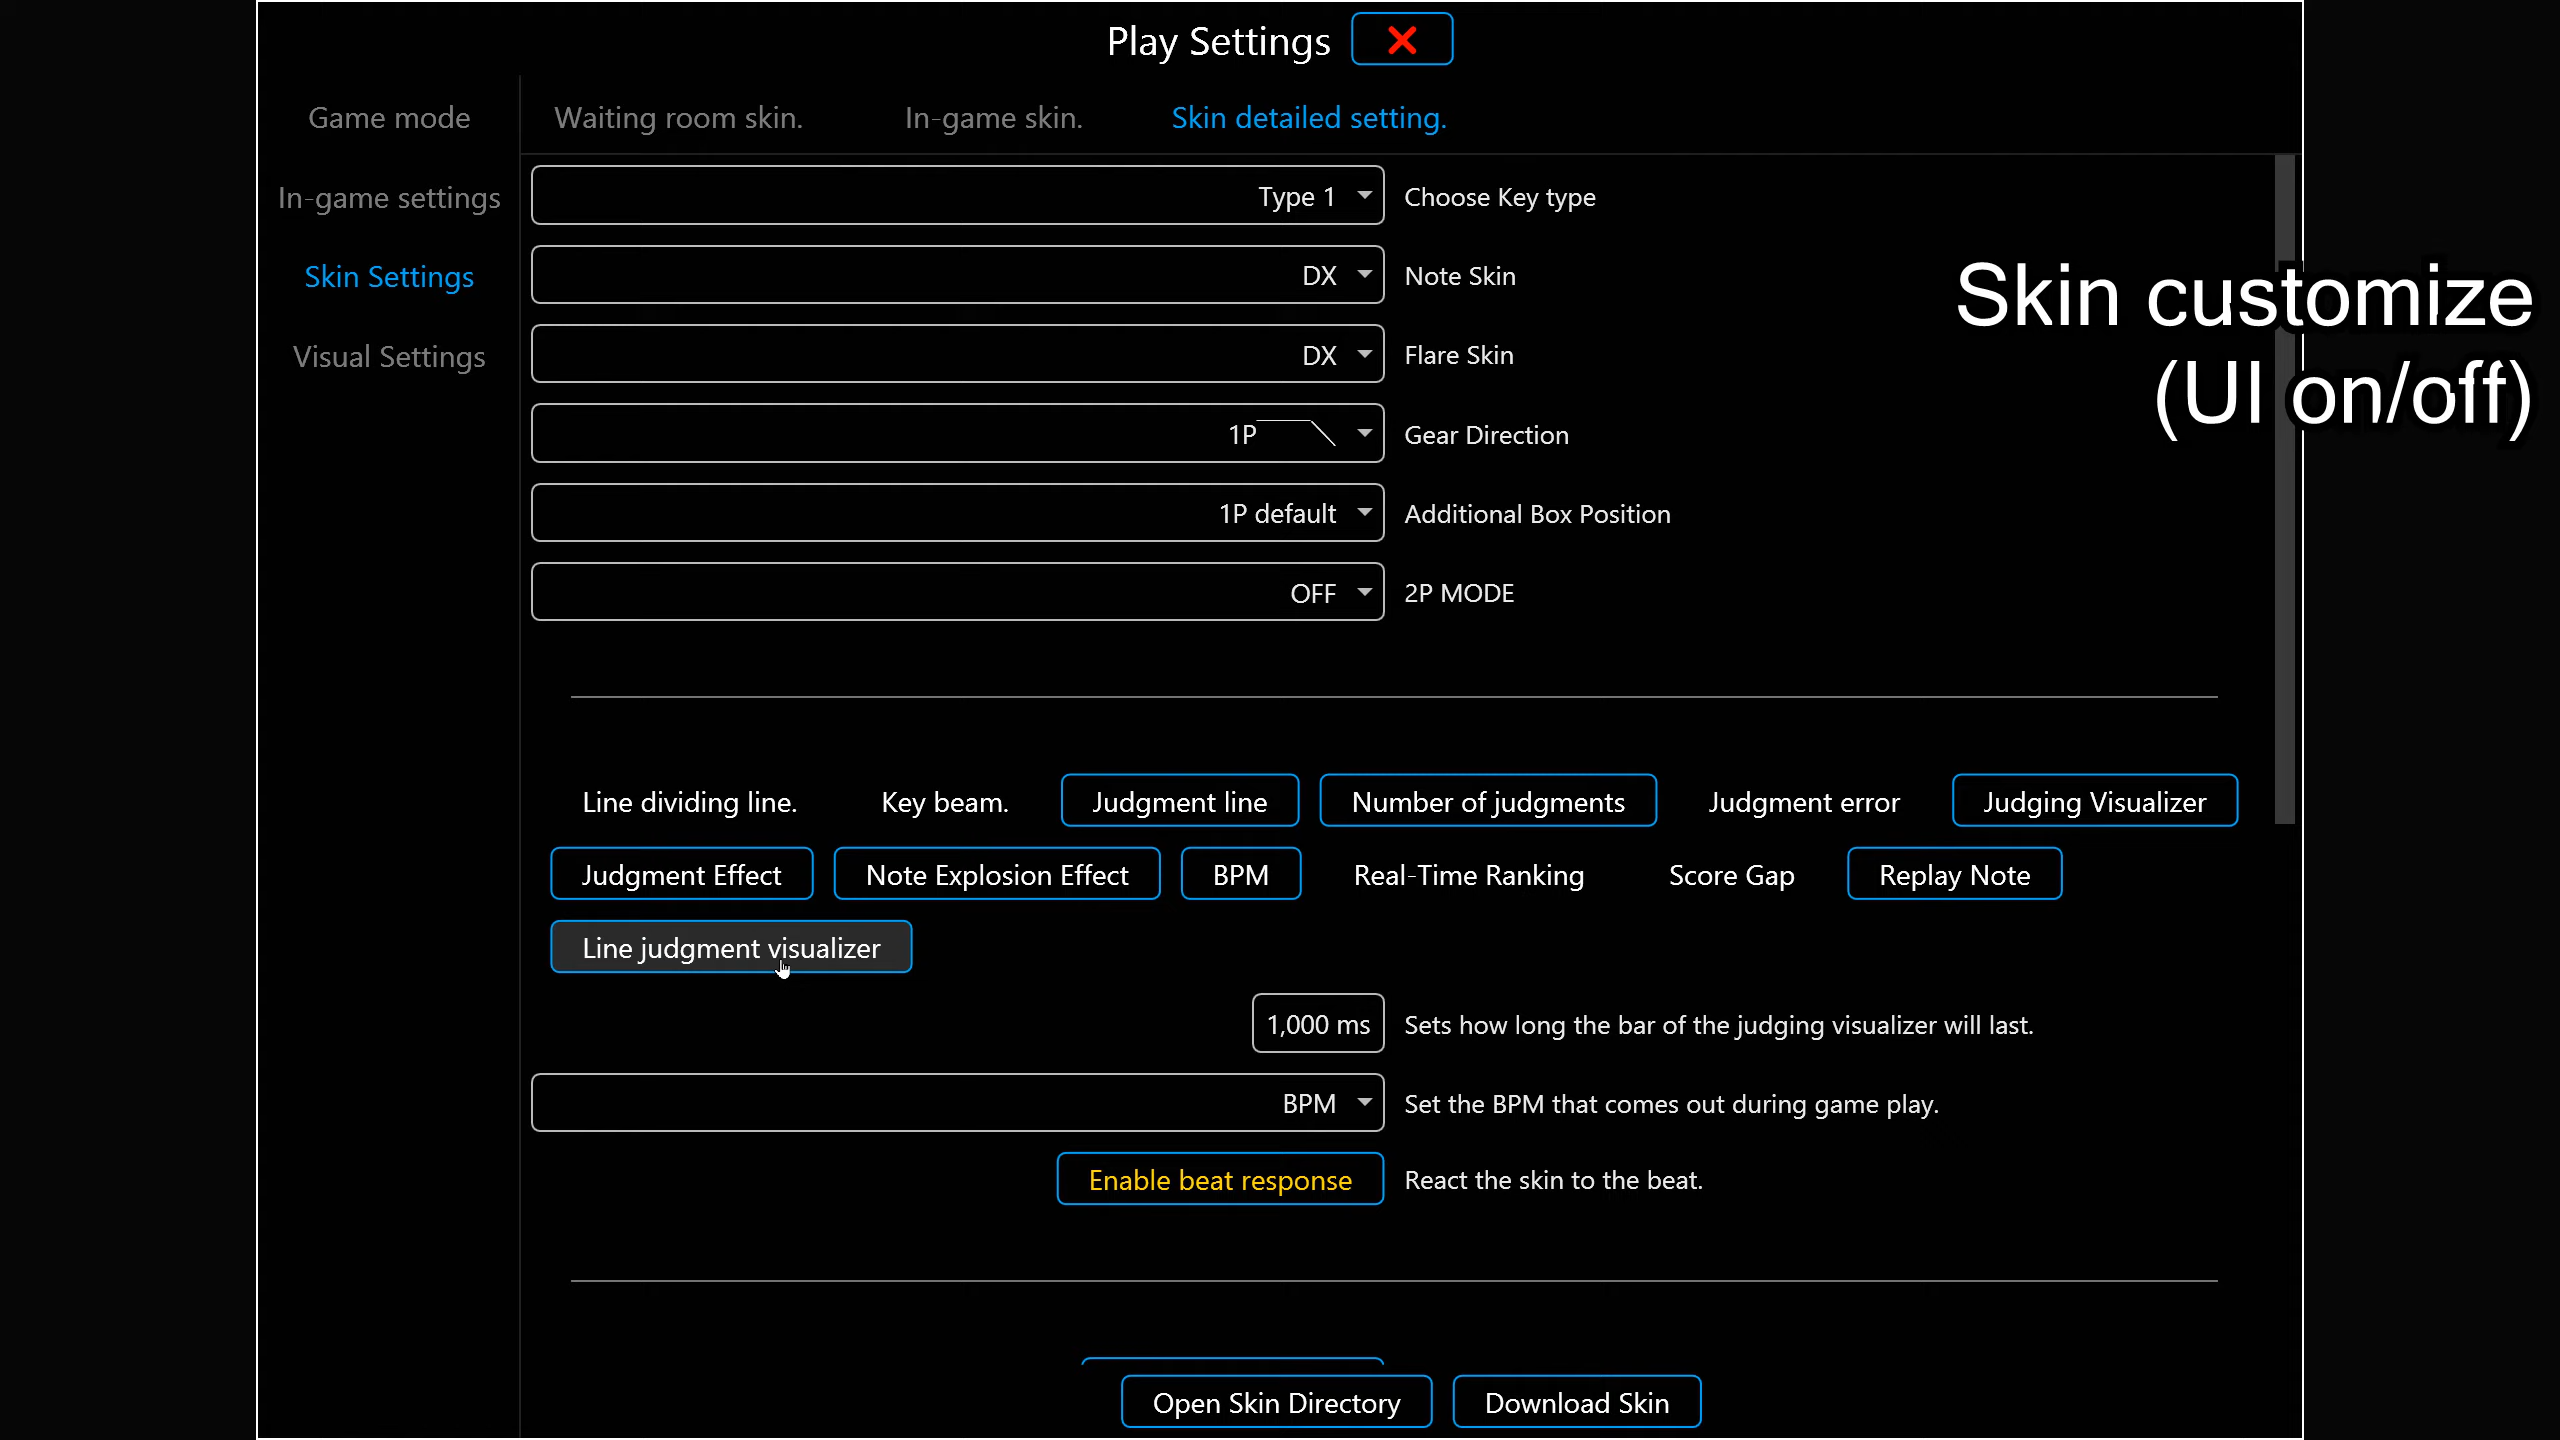 Play Settings
Game mode
Waiting room skin.
In-game skin.
Skin detailed setting.
In-game settings
Skin Settings
Visual Settings
Type 1
Choose Key type
DX
Note Skin
DX
Flare Skin
1P
Gear Direction
1P default
Additional Box Position
OFF
2P MODE
Skin customize
(UI on/off)
Line dividing line.
Key beam.
Judgment line
Number of judgments
Judgment error
Judging Visualizer
Judgment Effect
Note Explosion Effect
BPM
Real-Time Ranking
Score Gap
Replay Note
Line judgment visualizer
1,000 ms
Sets how long the bar of the judging visualizer will last.
BPM
Set the BPM that comes out during game play.
Enable beat response
React the skin to the beat.
Open Skin Directory
Download Skin